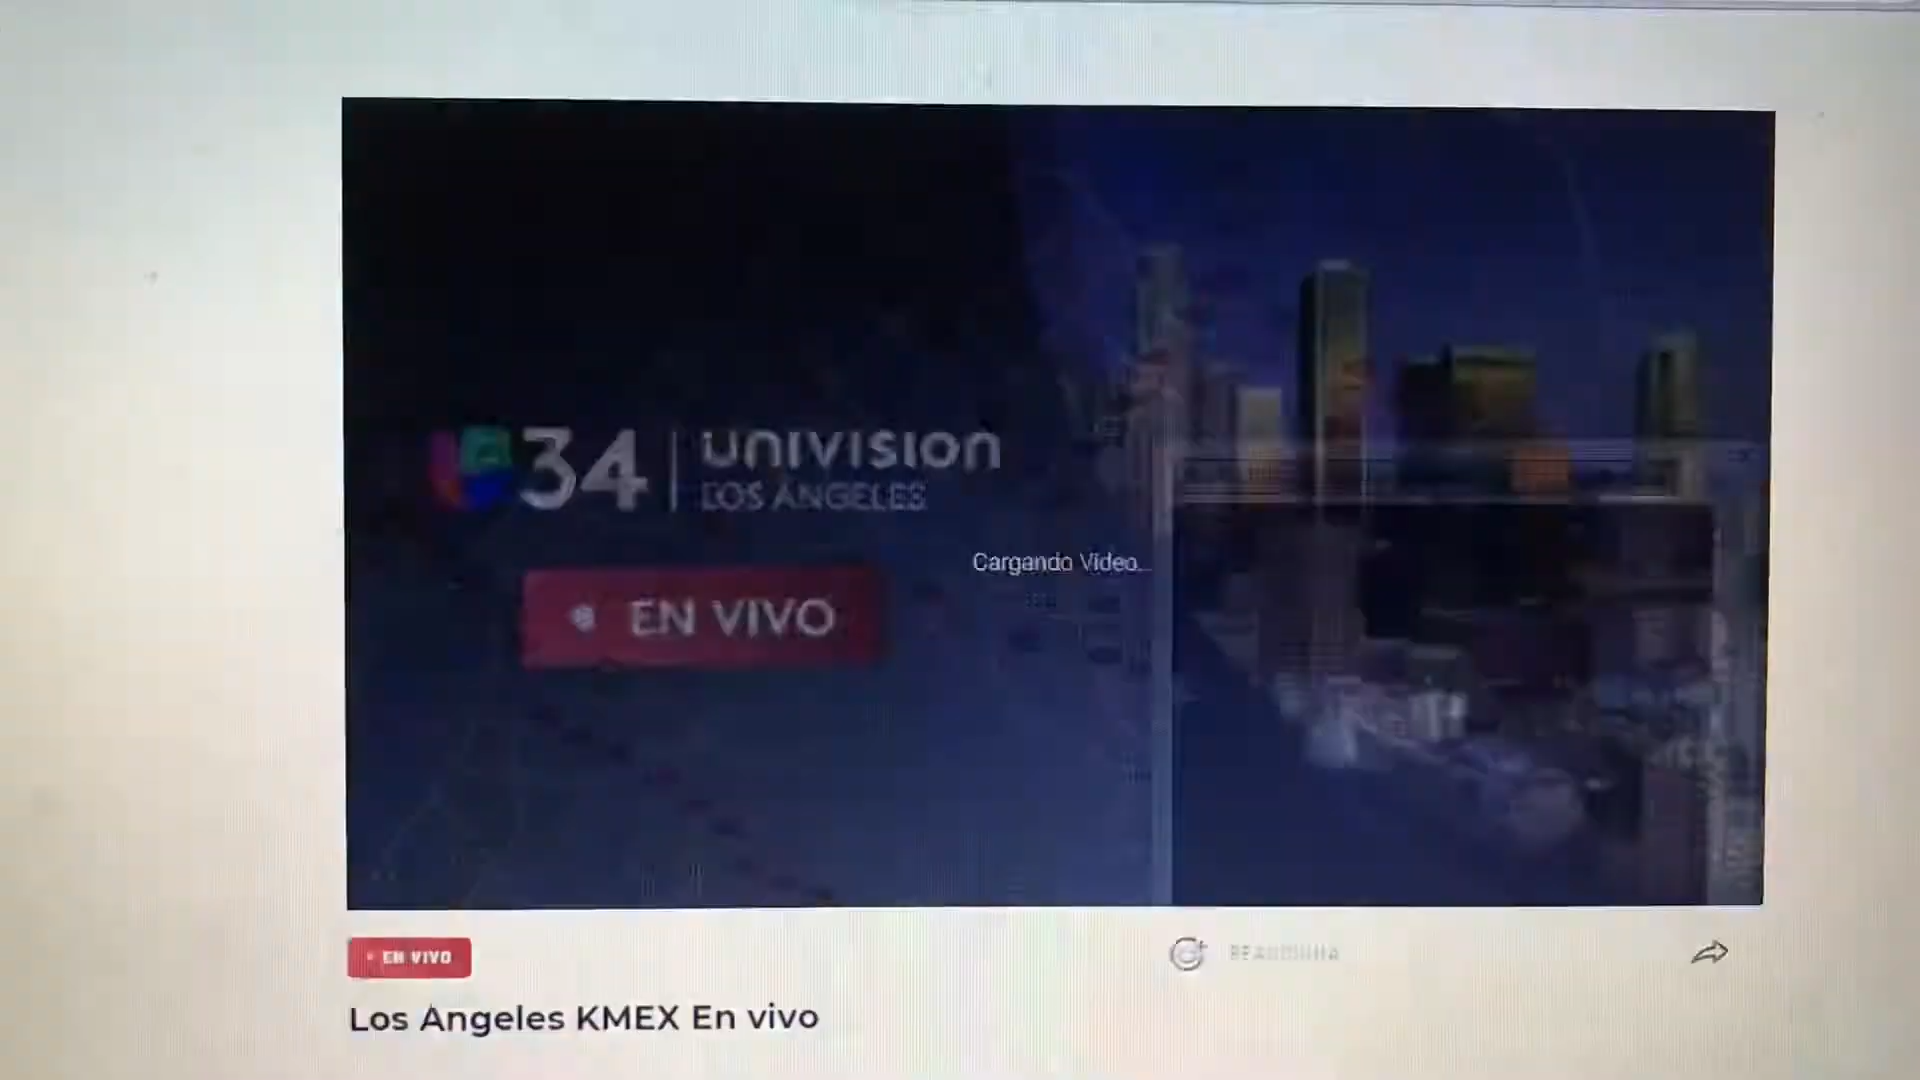 34 UNIVISION
LOS ANGELES
Cargando Video...
EN VIVO
EN VIVO
Los Angeles KMEX En vivo